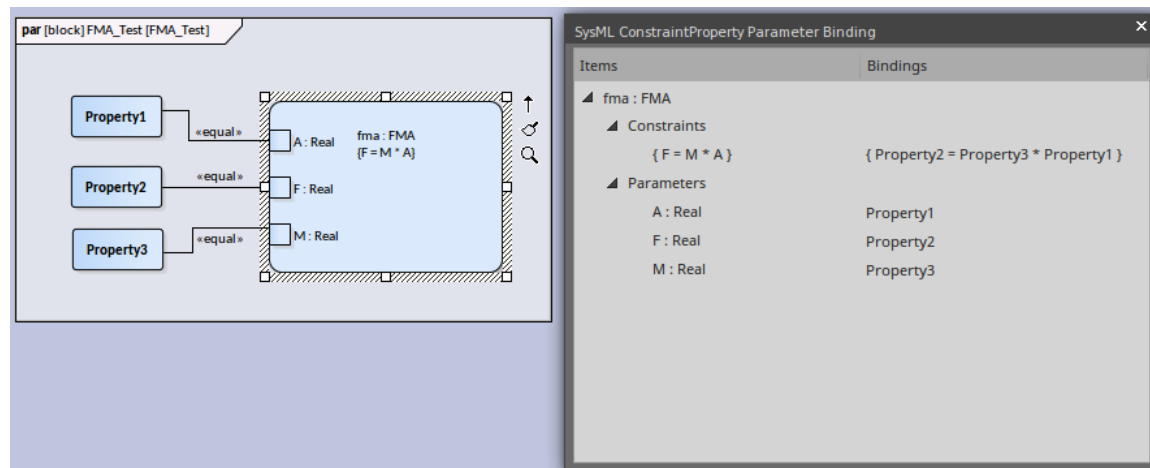 par [block] FMA_Test [FMA_Test]
Property1
«equal»
A : Real
fma : FMA
{F = M * A}
Property2
«equal»
F : Real
Property3
«equal»
M : Real
SysML ConstraintProperty Parameter Binding
Items Bindings
fma : FMA
Constraints
{ F = M * A } { Property2 = Property3 * Property1 }
Parameters
A : Real Property1
F : Real Property2
M : Real Property3